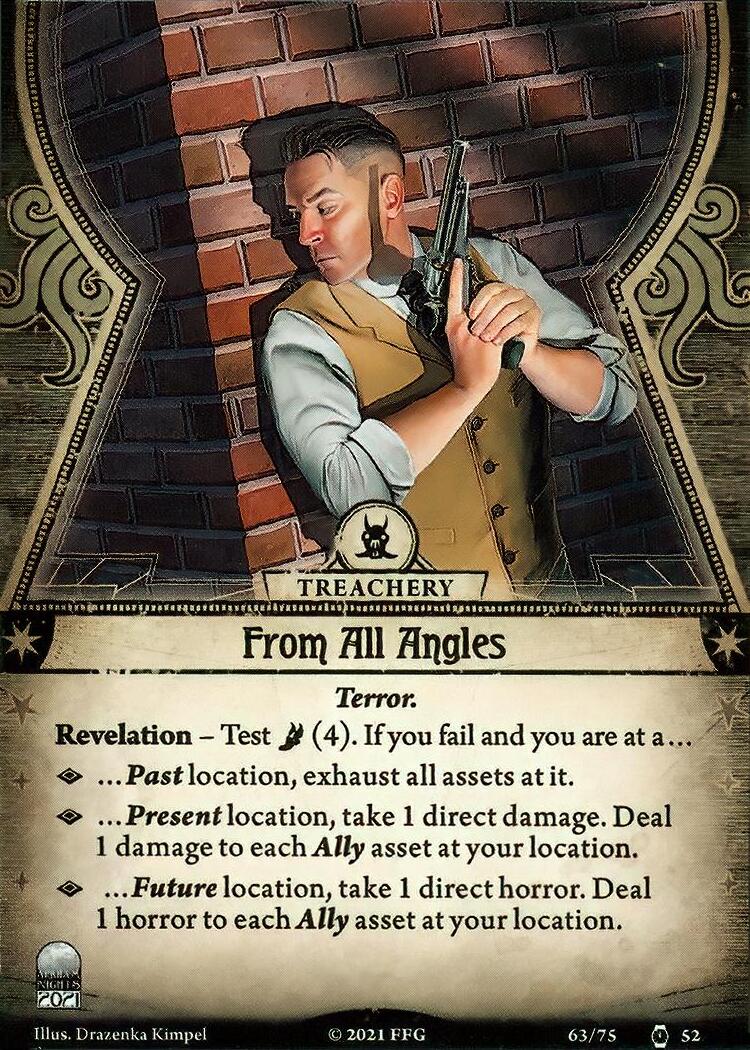 TREACHERY
From All Angles
Terror.
Revelation – Test (4). If you fail and you are at a…
…Past location, exhaust all assets at it.
…Present location, take 1 direct damage. Deal
1 damage to each Ally asset at your location.
…Future location, take 1 direct horror. Deal
1 horror to each Ally asset at your location.
ARKHAM
NIGHTS
2021
Illus. Drazenka Kimpel © 2021 FFG 63/75 52